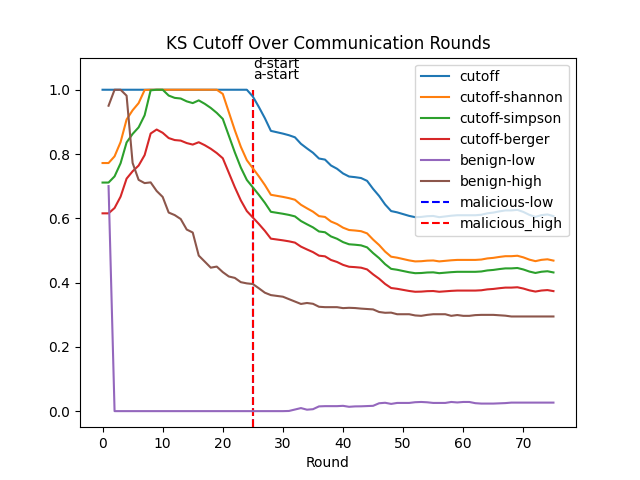 KS Cutoff Over Communication Rounds
d-start
a-start
cutoff
cutoff-shannon
cutoff-simpson
cutoff-berger
benign-low
benign-high
malicious-low
malicious_high
1.0
0.8
0.6
0.4
0.2
0.0
0 10 20 30 40 50 60 70
Round